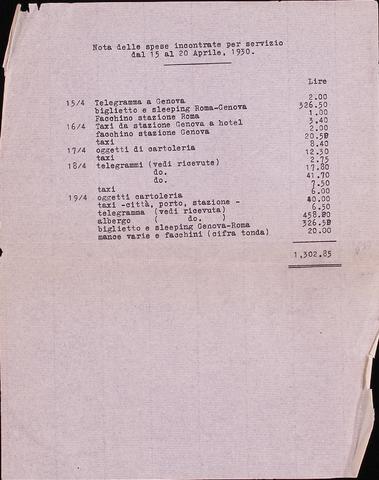 Nota delle spese incontrate per servizio
dal 15 al 20 Aprile, 1930.
Lire
15/4 Telegramma a Genova 2.00
biglietto e sleeping Roma-Genova 326.50
Facchino stazione Roma 1.00
16/4 Taxi da stazione Genova a hotel 3.40
facchino stazione Genova 2.00
taxi 20.50
17/4 oggetti di cartoleria 8.40
taxi 12.30
18/4 telegrammi (vedi ricevute) 2.75
do. 17.80
do. 41.70
taxi 7.50
19/4 oggetti cartoleria 6.00
taxi -città, porto, stazione - 40.00
telegramma (vedi ricevuta) 6.50
albergo ( do. ) 458.00
biglietto e sleeping Genova-Roma 326.50
mance varie e facchini (cifra tonda) 20.00
1,302.85